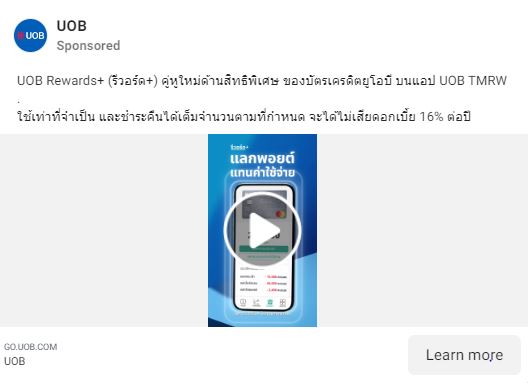 UOB
UOB
Sponsored
UOB Rewards+ (รีวอร์ด+) คู่หูใหม่ด้านสิทธิพิเศษ ของบัตรเครดิตยูโอบี บนแอป UOB TMRW
.
ใช้เท่าที่จำเป็น และชำระคืนได้เต็มจำนวนตามที่กำหนด จะได้ไม่เสียดอกเบี้ย 16% ต่อปี
รีวอร์ด+
แลกพอยต์
แทนค่าใช้จ่าย
GO.UOB.COM
UOB
Learn more